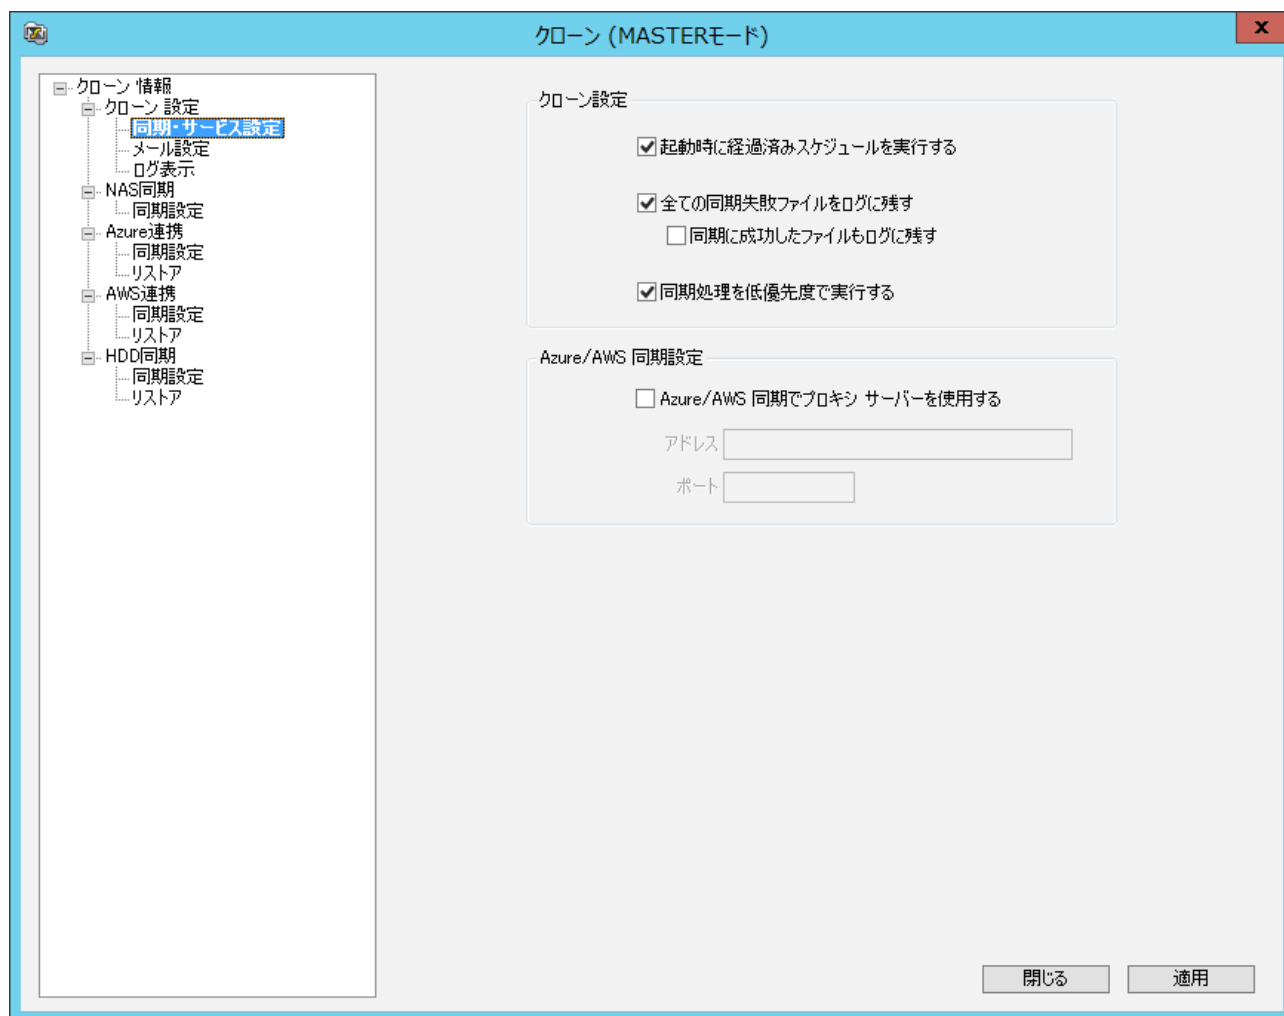 クローン (MASTERモード)
x
クローン 情報
クローン 設定
同期・サービス設定
メール設定
ログ表示
NAS同期
同期設定
Azure連携
同期設定
リストア
AWS連携
同期設定
リストア
HDD同期
同期設定
リストア
クローン設定
起動時に経過済みスケジュールを実行する
全ての同期失敗ファイルをログに残す
同期に成功したファイルもログに残す
同期処理を低優先度で実行する
Azure/AWS 同期設定
Azure/AWS 同期でプロキシ サーバーを使用する
アドレス
ポート
閉じる
適用